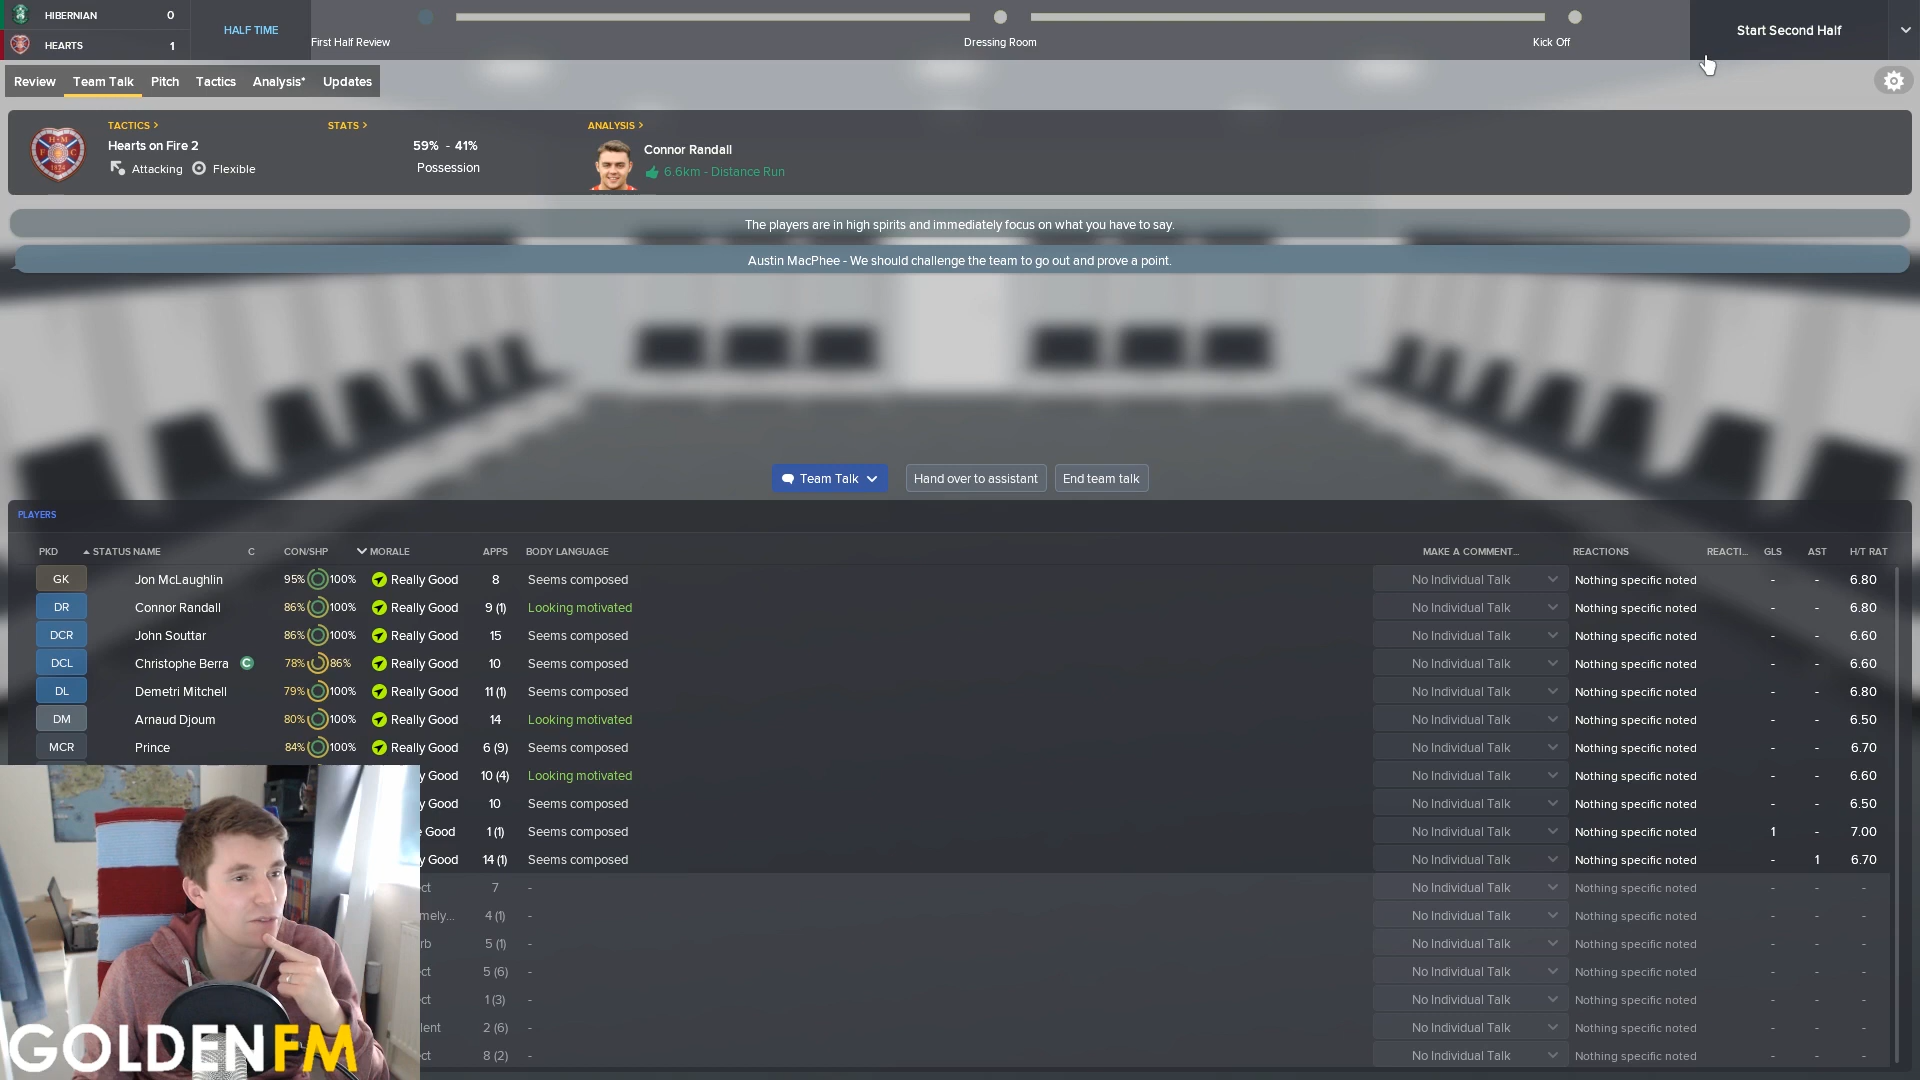 HIBERNIAN 0
HEARTS 1
HALF TIME
First Half Review
Dressing Room
Kick Off
Start Second Half
Review Team Talk Pitch Tactics Analysis* Updates
TACTICS >
Hearts on Fire 2
Attacking Flexible
STATS >
59% - 41%
Possession
ANALYSIS >
Connor Randall
6.6km - Distance Run
The players are in high spirits and immediately focus on what you have to say.
Austin MacPhee - We should challenge the team to go out and prove a point.
Team Talk Hand over to assistant End team talk
PLAYERS
PKD STATUS NAME C CON/SHP MORALE APPS BODY LANGUAGE MAKE A COMMENT... REACTIONS REACTI... GLS AST H/T RAT
GK Jon McLaughlin 95% 100% Really Good 8 Seems composed No Individual Talk Nothing specific noted - - 6.80
DR Connor Randall 86% 100% Really Good 9 (1) Looking motivated No Individual Talk Nothing specific noted - - 6.80
DCR John Souttar 86% 100% Really Good 15 Seems composed No Individual Talk Nothing specific noted - - 6.60
DCL Christophe Berra C 78% 86% Really Good 10 Seems composed No Individual Talk Nothing specific noted - - 6.60
DL Demetri Mitchell 79% 100% Really Good 11 (1) Seems composed No Individual Talk Nothing specific noted - - 6.80
DM Arnaud Djoum 80% 100% Really Good 14 Looking motivated No Individual Talk Nothing specific noted - - 6.50
MCR Prince 84% 100% Really Good 6 (9) Seems composed No Individual Talk Nothing specific noted - - 6.70
y Good 10 (4) Looking motivated No Individual Talk Nothing specific noted - - 6.60
y Good 10 Seems composed No Individual Talk Nothing specific noted - - 6.50
e Good 1 (1) Seems composed No Individual Talk Nothing specific noted 1 - 7.00
y Good 14 (1) Seems composed No Individual Talk Nothing specific noted - 1 6.70
ct 7 - No Individual Talk Nothing specific noted - - -
mely... 4 (1) - No Individual Talk Nothing specific noted - - -
rb 5 (1) - No Individual Talk Nothing specific noted - - -
ct 5 (6) - No Individual Talk Nothing specific noted - - -
ct 1 (3) - No Individual Talk Nothing specific noted - - -
lent 2 (6) - No Individual Talk Nothing specific noted - - -
ct 8 (2) - No Individual Talk Nothing specific noted - - -
GOLDENFM